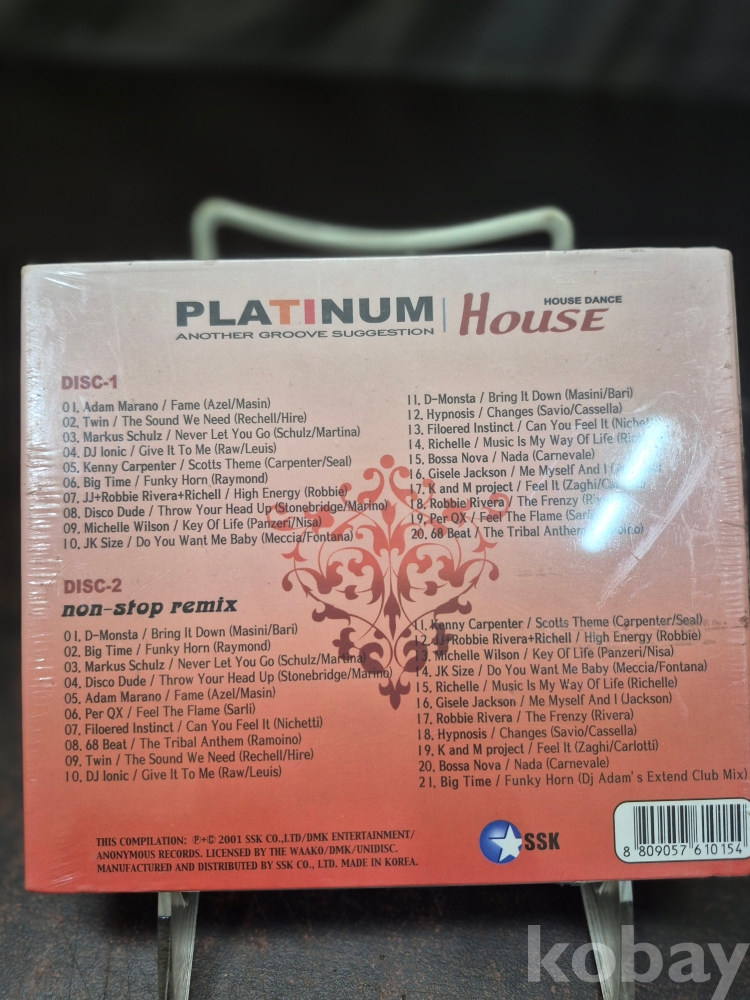 PLATINUM
ANOTHER GROOVE SUGGESTION
HOUSE DANCE
HOUSE
DISC-1
01. Adam Marano / Fame (Azel/Masin)
02. Twin / The Sound We Need (Rechell/Hire)
03. Markus Schulz / Never Let You Go (Schulz/Martina)
04. DJ Ionic / Give It To Me (Raw/Leuis)
05. Kenny Carpenter / Scotts Theme (Carpenter/Seal)
06. Big Time / Funky Horn (Raymond)
07. JJ+Robbie Rivera+Richell / High Energy (Robbie)
08. Disco Dude / Throw Your Head Up (Stonebridge/Marino)
09. Michelle Wilson / Key Of Life (Panzeri/Nisa)
10. JK Size / Do You Want Me Baby (Meccia/Fontana)
11. D-Monsta / Bring It Down (Masini/Bari)
12. Hypnosis / Changes (Savio/Cassella)
13. Filoered Instinct / Can You Feel It (Nichetti)
14. Richelle / Music Is My Way Of Life
15. Bossa Nova / Nada (Carnevale)
16. Gisele Jackson / Me Myself And I
17. K and M project / Feel It (Zaghi/
18. Robbie Rivera / The Frenzy
19. Per QX / Feel The Flame (Sarli)
20. 68 Beat / The Tribal Anthem
DISC-2
non-stop remix
01. D-Monsta / Bring It Down (Masini/Bari)
02. Big Time / Funky Horn (Raymond)
03. Markus Schulz / Never Let You Go (Schulz/Martina)
04. Disco Dude / Throw Your Head Up (Stonebridge/Marino)
05. Adam Marano / Fame (Azel/Masin)
06. Per QX / Feel The Flame (Sarli)
07. Filoered Instinct / Can You Feel It (Nichetti)
08. 68 Beat / The Tribal Anthem (Ramoino)
09. Twin / The Sound We Need (Rechell/Hire)
10. DJ Ionic / Give It To Me (Raw/Leuis)
11. Kenny Carpenter / Scotts Theme (Carpenter/Seal)
12. JJ+Robbie Rivera+Richell / High Energy (Robbie)
13. Michelle Wilson / Key Of Life (Panzeri/Nisa)
14. JK Size / Do You Want Me Baby (Meccia/Fontana)
15. Richelle / Music Is My Way Of Life (Richelle)
16. Gisele Jackson / Me Myself And I (Jackson)
17. Robbie Rivera / The Frenzy (Rivera)
18. Hypnosis / Changes (Savio/Cassella)
19. K and M project / Feel It (Zaghi/Carlotti)
20. Bossa Nova / Nada (Carnevale)
21. Big Time / Funky Horn (Dj Adam's Extend Club Mix)
THIS COMPILATION: ℗+© 2001 SSK CO.,LTD/DMK ENTERTAINMENT/
ANONYMOUS RECORDS. LICENSED BY THE WAAKO/DMK/UNIDISC.
MANUFACTURED AND DISTRIBUTED BY SSK CO., LTD. MADE IN KOREA.
SSK
8 809057 610154
kobay